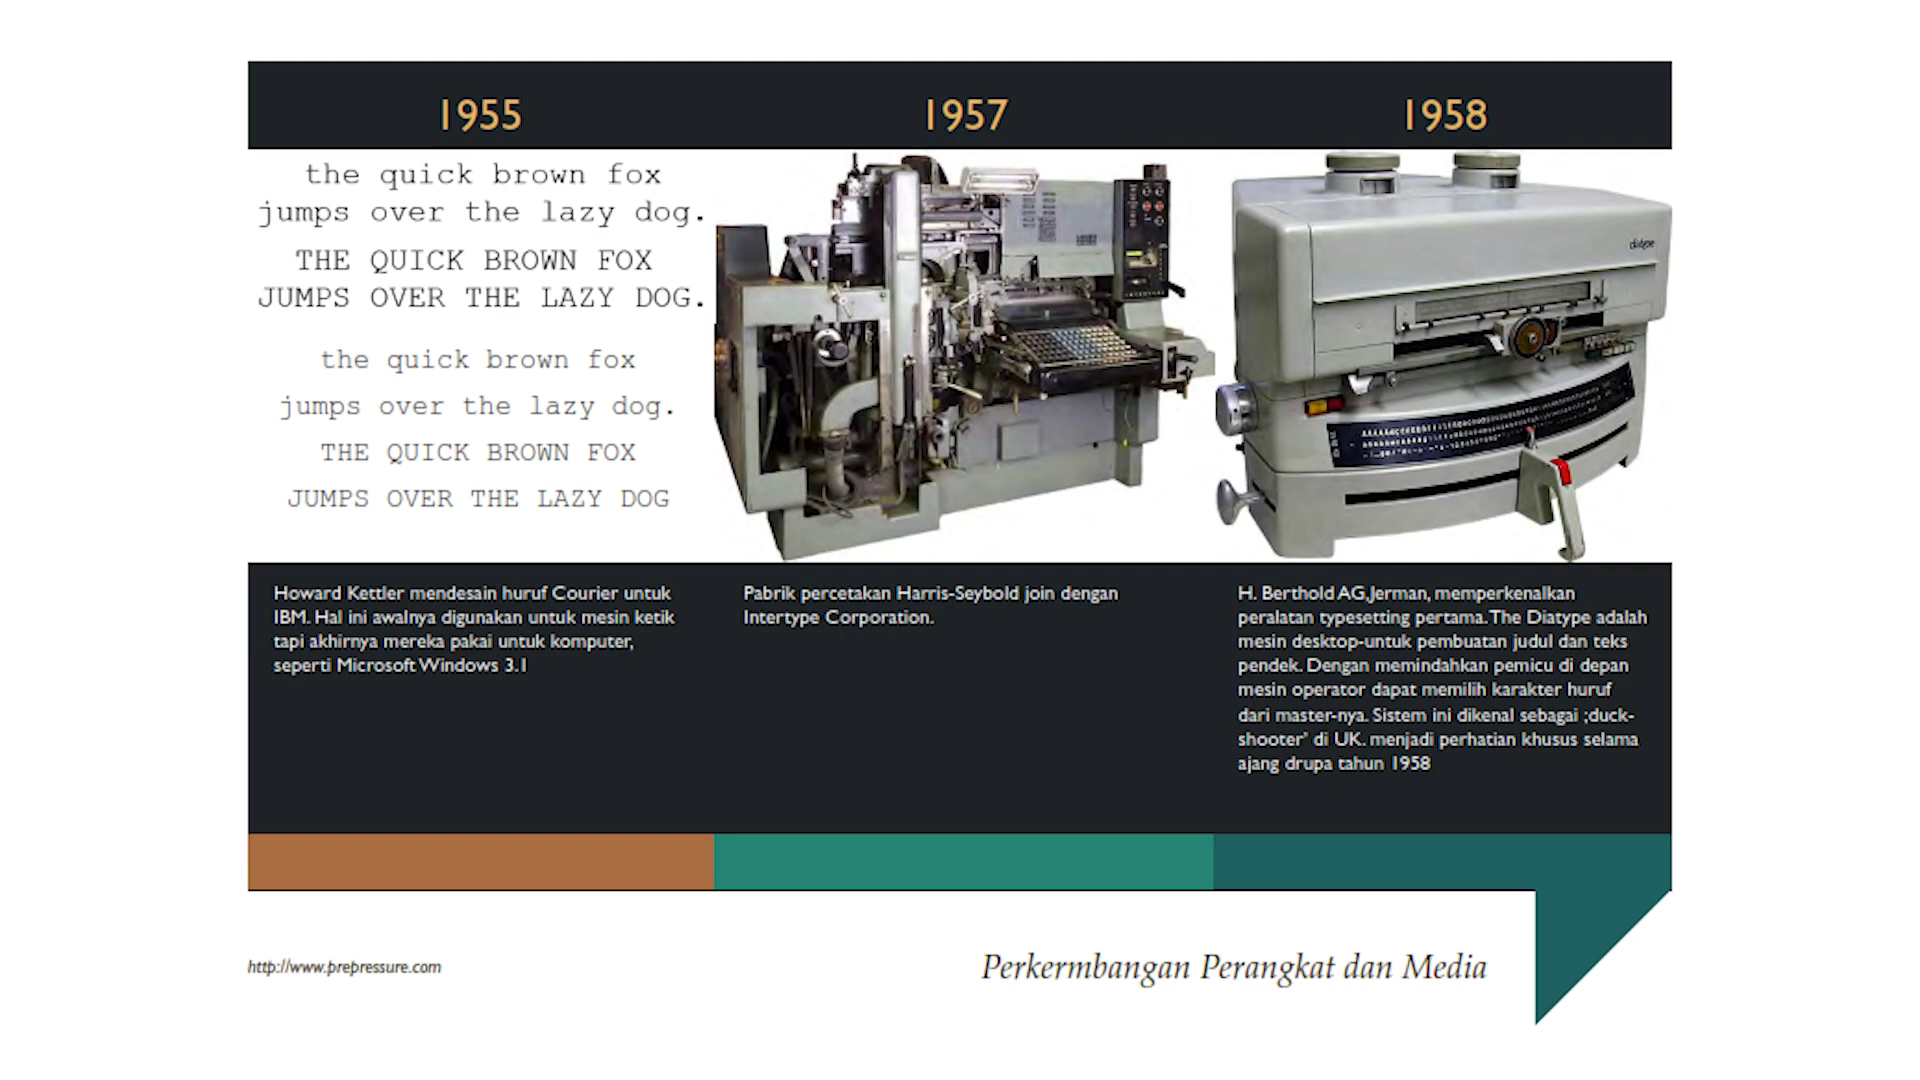 1955
1957
1958
the quick brown fox
jumps over the lazy dog.
THE QUICK BROWN FOX
JUMPS OVER THE LAZY DOG.
the quick brown fox
jumps over the lazy dog.
THE QUICK BROWN FOX
JUMPS OVER THE LAZY DOG
diatype
Howard Kettler mendesain huruf Courier untuk
IBM. Hal ini awalnya digunakan untuk mesin ketik
tapi akhirnya mereka pakai untuk komputer,
seperti Microsoft Windows 3.1
Pabrik percetakan Harris-Seybold join dengan
Intertype Corporation.
H. Berthold AG,Jerman, memperkenalkan
peralatan typesetting pertama. The Diatype adalah
mesin desktop-untuk pembuatan judul dan teks
pendek. Dengan memindahkan pemicu di depan
mesin operator dapat memilih karakter huruf
dari master-nya. Sistem ini dikenal sebagai ;duck-
shooter' di UK. menjadi perhatian khusus selama
ajang drupa tahun 1958
http://www.prepressure.com
Perkermbangan Perangkat dan Media